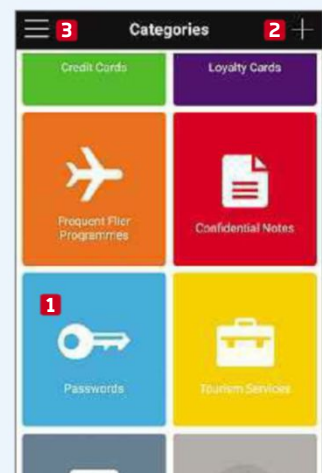 3 Categories 2
Credit Cards Loyalty Cards
Frequent Flier
Programmes
Confidential Notes
1
Passwords Tourism Services